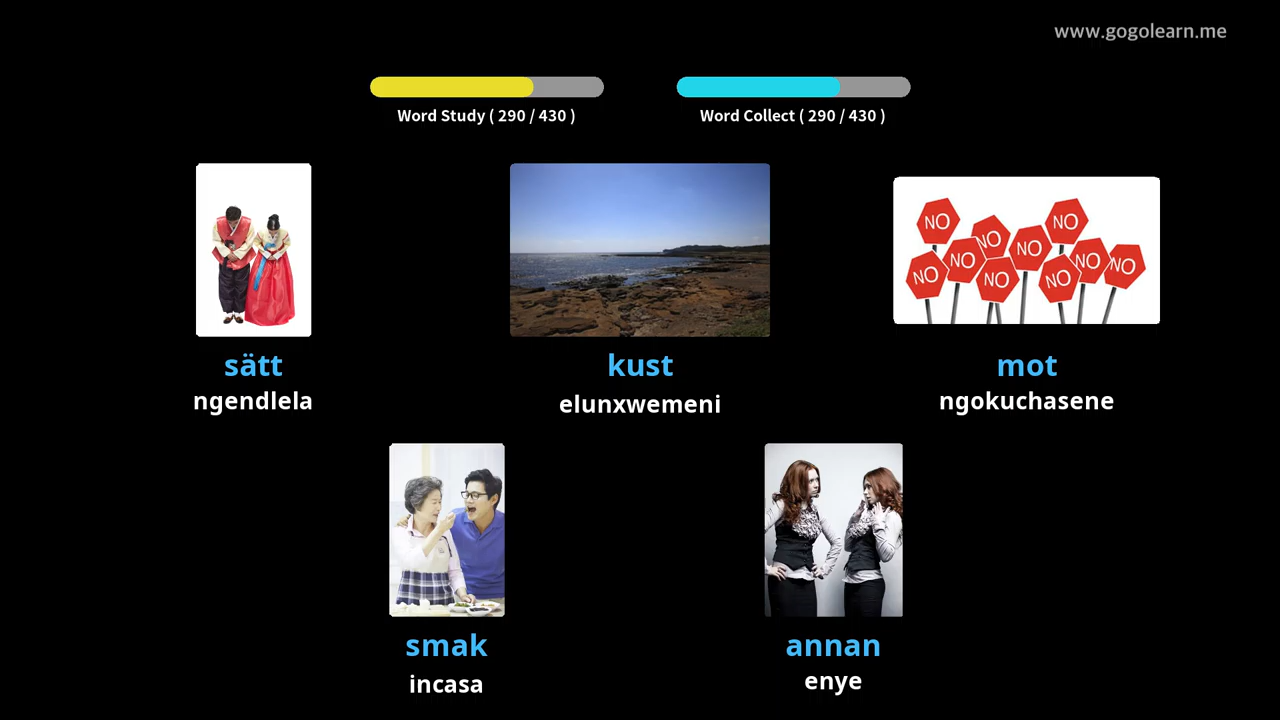 www.gogolearn.me
Word Study ( 290 / 430 )
Word Collect ( 290 / 430 )
NO NO NO NO NO NO NO NO NO NO
sätt
ngendlela
kust
elunxwemeni
mot
ngokuchasene
smak
incasa
annan
enye